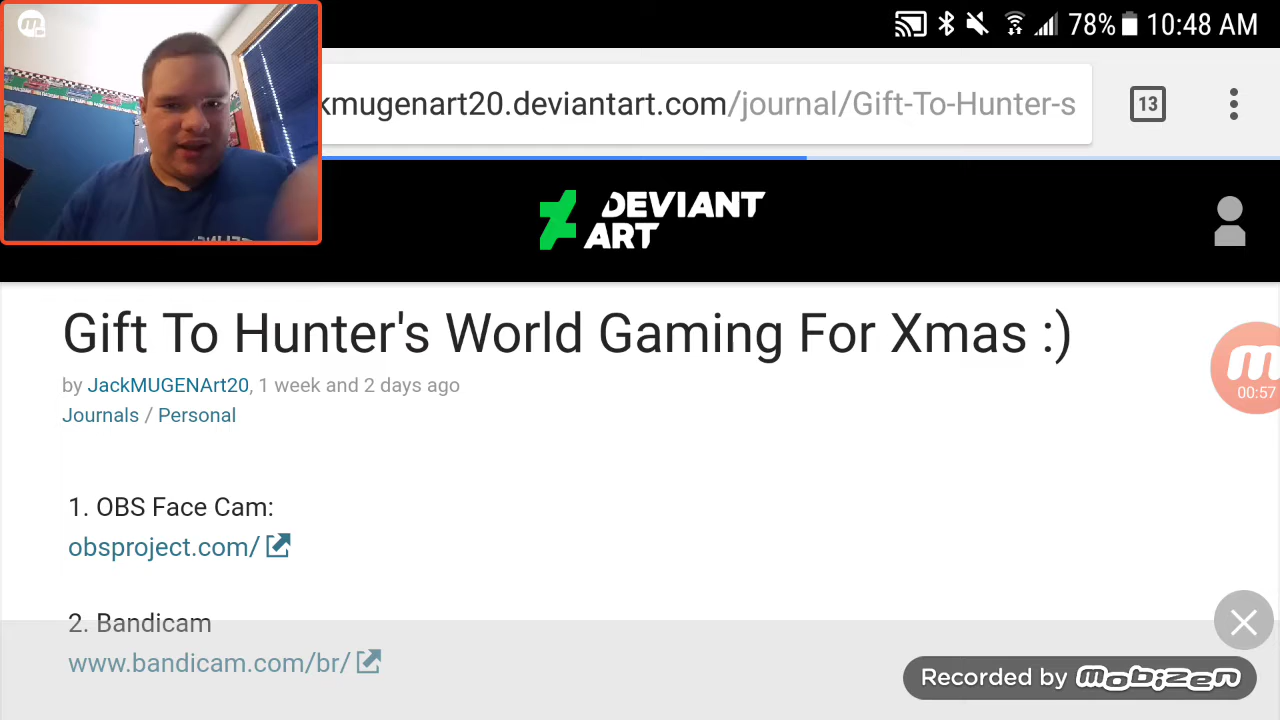 78% 10:48 AM
kmugenart20.deviantart.com/journal/Gift-To-Hunter-s
13
DEVIANT
ART
Gift To Hunter's World Gaming For Xmas :)
by JackMUGENArt20, 1 week and 2 days ago
Journals / Personal
00:57
1. OBS Face Cam:
obsproject.com/
2. Bandicam
www.bandicam.com/br/
Recorded by mobizen